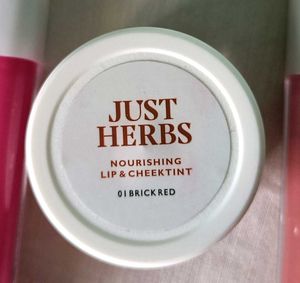 JUST
HERBS
NOURISHING
LIP & CHEEKTINT
01 BRICK RED